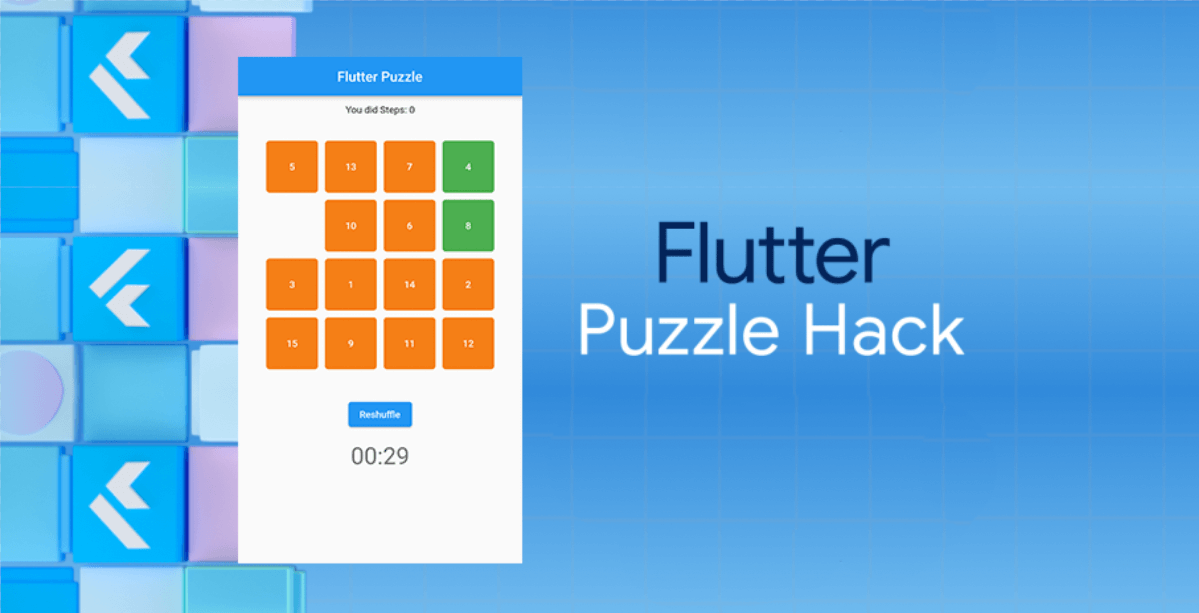 Flutter Puzzle
You did Steps: 0
5 13 7 4
10 6 8
3 1 14 2
15 9 11 12
Reshuffle
00:29
Flutter
Puzzle Hack